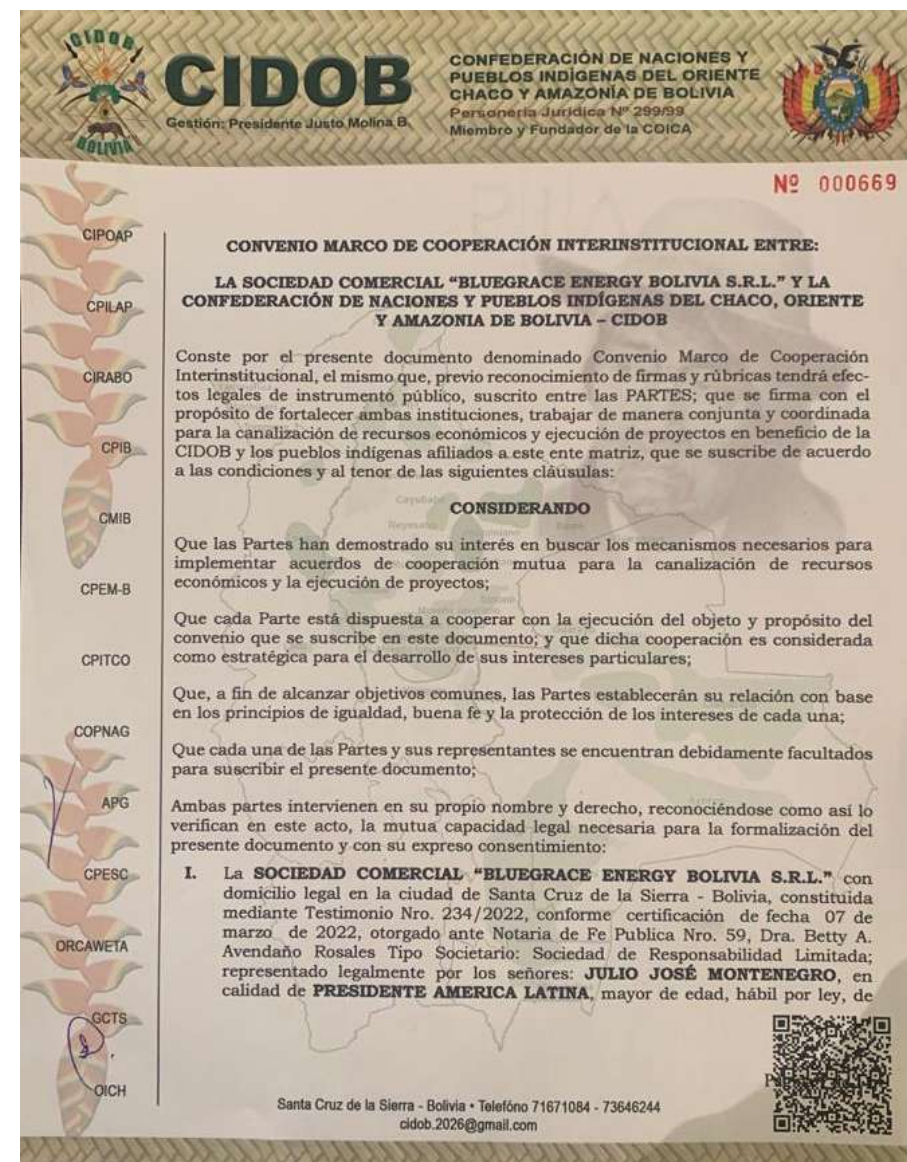 CIDOB
BOLIVIA
CIDOB
Gestión: Presidente Justo Molina B.
CONFEDERACIÓN DE NACIONES Y
PUEBLOS INDÍGENAS DEL ORIENTE
CHACO Y AMAZONÍA DE BOLIVIA
Personería Jurídica Nº 299/99
Miembro y Fundador de la COICA
Nº 000669
CIPOAP
CPILAP
CIRABO
CPIB
CMIB
CPEM-B
CPITCO
COPNAG
APG
CPESC
ORCAWETA
GCTS
OICH
CONVENIO MARCO DE COOPERACIÓN INTERINSTITUCIONAL ENTRE:
LA SOCIEDAD COMERCIAL “BLUEGRACE ENERGY BOLIVIA S.R.L.” Y LA
CONFEDERACIÓN DE NACIONES Y PUEBLOS INDÍGENAS DEL CHACO, ORIENTE
Y AMAZONIA DE BOLIVIA – CIDOB
Conste por el presente documento denominado Convenio Marco de Cooperación
Interinstitucional, el mismo que, previo reconocimiento de firmas y rúbricas tendrá efec-
tos legales de instrumento público, suscrito entre las PARTES; que se firma con el
propósito de fortalecer ambas instituciones, trabajar de manera conjunta y coordinada
para la canalización de recursos económicos y ejecución de proyectos en beneficio de la
CIDOB y los pueblos indígenas afiliados a este ente matriz, que se suscribe de acuerdo
a las condiciones y al tenor de las siguientes cláusulas:
CONSIDERANDO
Que las Partes han demostrado su interés en buscar los mecanismos necesarios para
implementar acuerdos de cooperación mutua para la canalización de recursos
económicos y la ejecución de proyectos;
Que cada Parte está dispuesta a cooperar con la ejecución del objeto y propósito del
convenio que se suscribe en este documento; y que dicha cooperación es considerada
como estratégica para el desarrollo de sus intereses particulares;
Que, a fin de alcanzar objetivos comunes, las Partes establecerán su relación con base
en los principios de igualdad, buena fe y la protección de los intereses de cada una;
Que cada una de las Partes y sus representantes se encuentran debidamente facultados
para suscribir el presente documento;
Ambas partes intervienen en su propio nombre y derecho, reconociéndose como así lo
verifican en este acto, la mutua capacidad legal necesaria para la formalización del
presente documento y con su expreso consentimiento:
I. La SOCIEDAD COMERCIAL “BLUEGRACE ENERGY BOLIVIA S.R.L.” con
domicilio legal en la ciudad de Santa Cruz de la Sierra - Bolivia, constituida
mediante Testimonio Nro. 234/2022, conforme certificación de fecha 07 de
marzo de 2022, otorgado ante Notaria de Fe Publica Nro. 59, Dra. Betty A.
Avendaño Rosales Tipo Societario: Sociedad de Responsabilidad Limitada;
representado legalmente por los señores: JULIO JOSÉ MONTENEGRO, en
calidad de PRESIDENTE AMERICA LATINA, mayor de edad, hábil por ley, de
Santa Cruz de la Sierra - Bolivia • Telefóno 71671084 - 73646244
cidob.2026@gmail.com